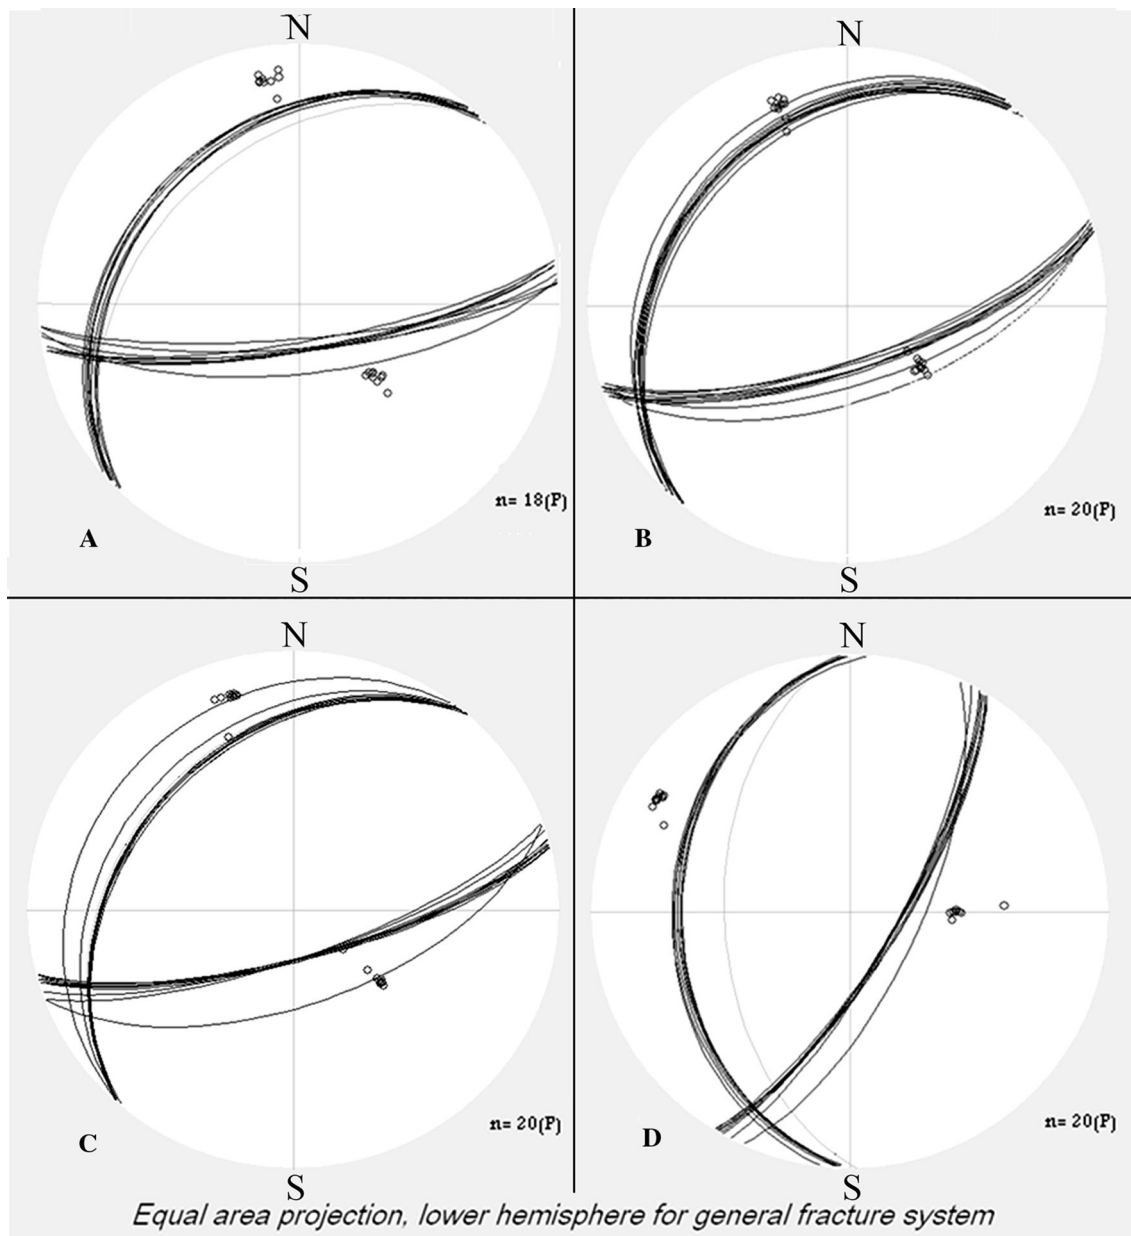 N
N
n= 18(P)
n= 20(P)
A
B
S
S
N
N
n= 20(P)
n= 20(P)
C
D
S
S
Equal area projection, lower hemisphere for general fracture system